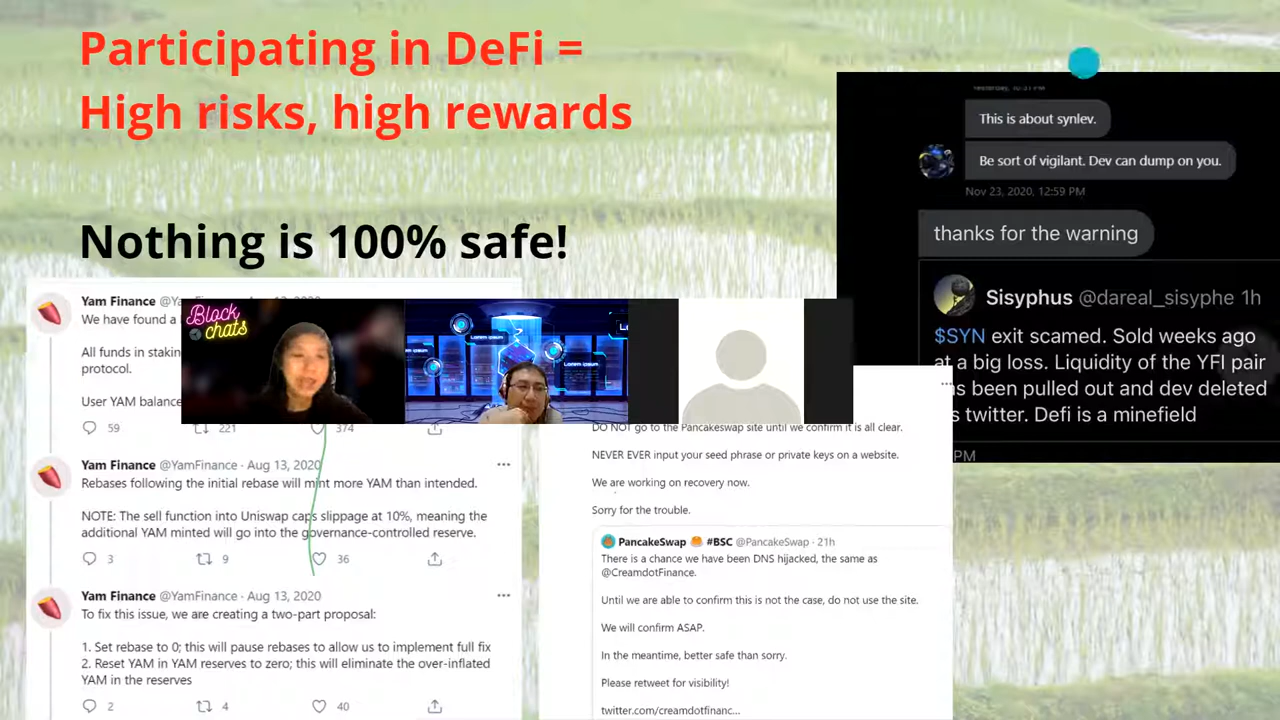 Participating in DeFi =
High risks, high rewards
Nothing is 100% safe!
This is about synlev.
Be sort of vigilant. Dev can dump on you.
Nov 23, 2020, 12:59 PM
thanks for the warning
Sisyphus @dareal_sisyphe 1h
$SYN exit scamed. Sold weeks ago
at a big loss. Liquidity of the YFI pair
been pulled out and dev deleted
twitter. Defi is a minefield
PM
Yam Finance
We have found a
All funds in
protocol.
User YAM
59
221
374
Yam Finance @YamFinance · Aug 13, 2020
Rebases following the initial rebase will mint more YAM than intended.
NOTE: The sell function into Uniswap caps slippage at 10%, meaning the
additional YAM minted will go into the governance-controlled reserve.
3
9
36
Yam Finance @YamFinance · Aug 13, 2020
To fix this issue, we are creating a two-part proposal:
1. Set rebase to 0; this will pause rebases to allow us to implement full fix
2. Reset YAM in YAM reserves to zero; this will eliminate the over-inflated
YAM in the reserves
2
4
40
Block
chats
Lorem ipsum
Lorem ipsum
DO NOT go to the Pancakeswap site until we confirm it is all clear.
NEVER EVER input your seed phrase or private keys on a website.
We are working on recovery now.
Sorry for the trouble.
PancakeSwap #BSC @PancakeSwap · 21h
There is a chance we have been DNS hijacked, the same as
@CreamdotFinance.
Until we are able to confirm this is not the case, do not use the site.
We will confirm ASAP.
In the meantime, better safe than sorry.
Please retweet for visibility!
twitter.com/creamdotfinanc...